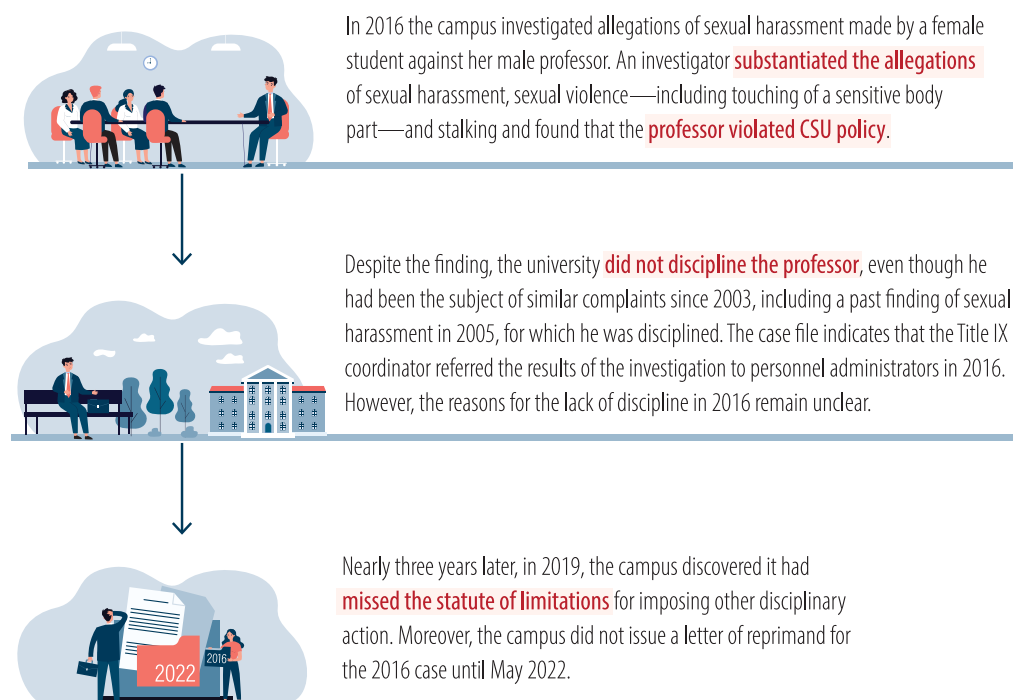 In 2016 the campus investigated allegations of sexual harassment made by a female
student against her male professor. An investigator substantiated the allegations
of sexual harassment, sexual violence—including touching of a sensitive body
part—and stalking and found that the professor violated CSU policy.
Despite the finding, the university did not discipline the professor, even though he
had been the subject of similar complaints since 2003, including a past finding of sexual
harassment in 2005, for which he was disciplined. The case file indicates that the Title IX
coordinator referred the results of the investigation to personnel administrators in 2016.
However, the reasons for the lack of discipline in 2016 remain unclear.
Nearly three years later, in 2019, the campus discovered it had
missed the statute of limitations for imposing other disciplinary
action. Moreover, the campus did not issue a letter of reprimand for
the 2016 case until May 2022.
2016
2022